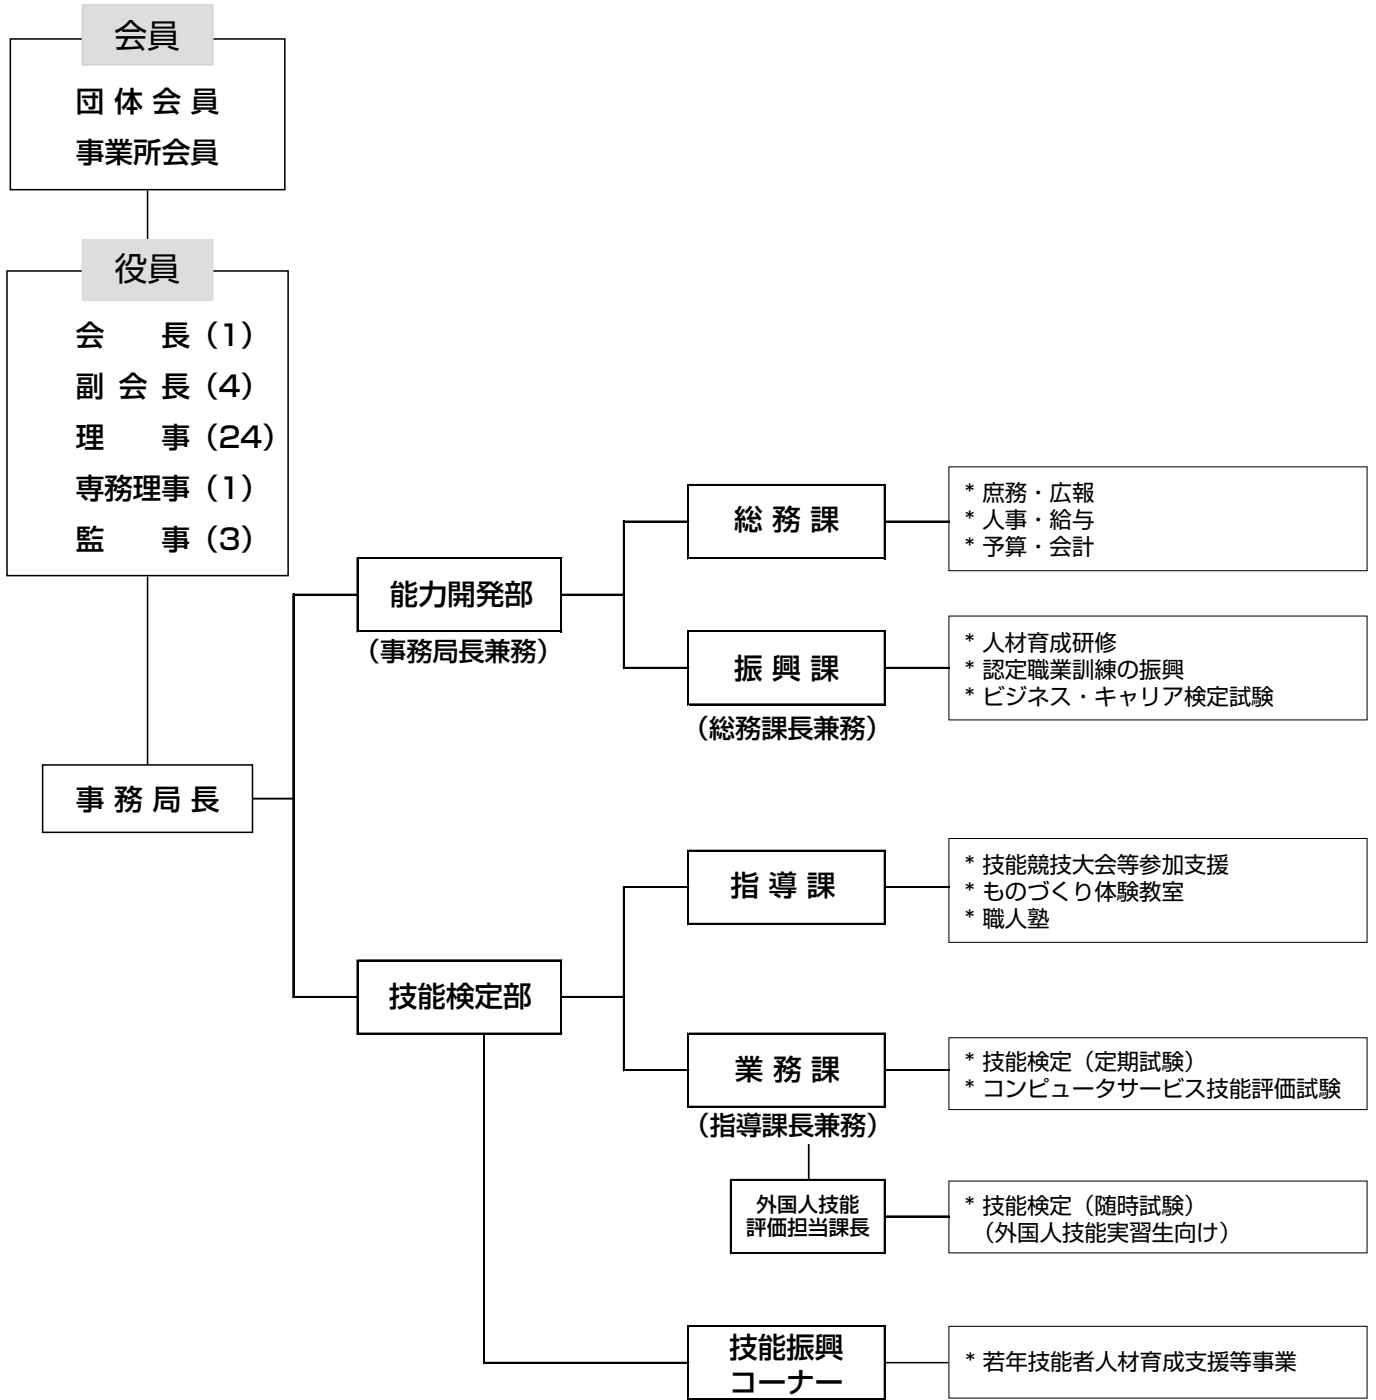 会員
団体会員
事業所会員
役員
会長（1）
副会長（4）
理事（24）
専務理事（1）
監事（3）
事務局長
能力開発部
（事務局長兼務）
総務課
* 庶務・広報
* 人事・給与
* 予算・会計
振興課
（総務課長兼務）
* 人材育成研修
* 認定職業訓練の振興
* ビジネス・キャリア検定試験
技能検定部
指導課
* 技能競技大会等参加支援
* ものづくり体験教室
* 職人塾
業務課
（指導課長兼務）
* 技能検定（定期試験）
* コンピュータサービス技能評価試験
外国人技能
評価担当課長
* 技能検定（随時試験）
（外国人技能実習生向け）
技能振興
コーナー
* 若年技能者人材育成支援等事業